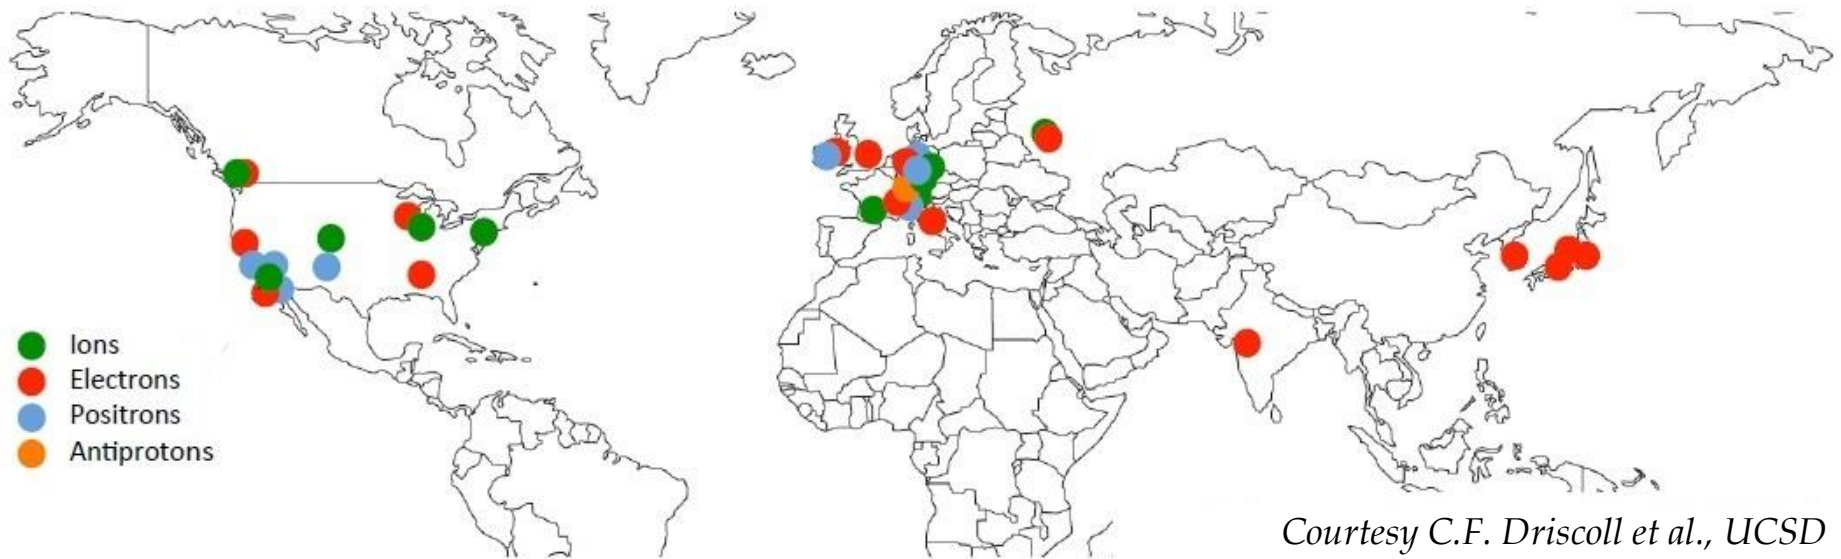 Ions
Electrons
Positrons
Antiprotons
Courtesy C.F. Driscoll et al., UCSD